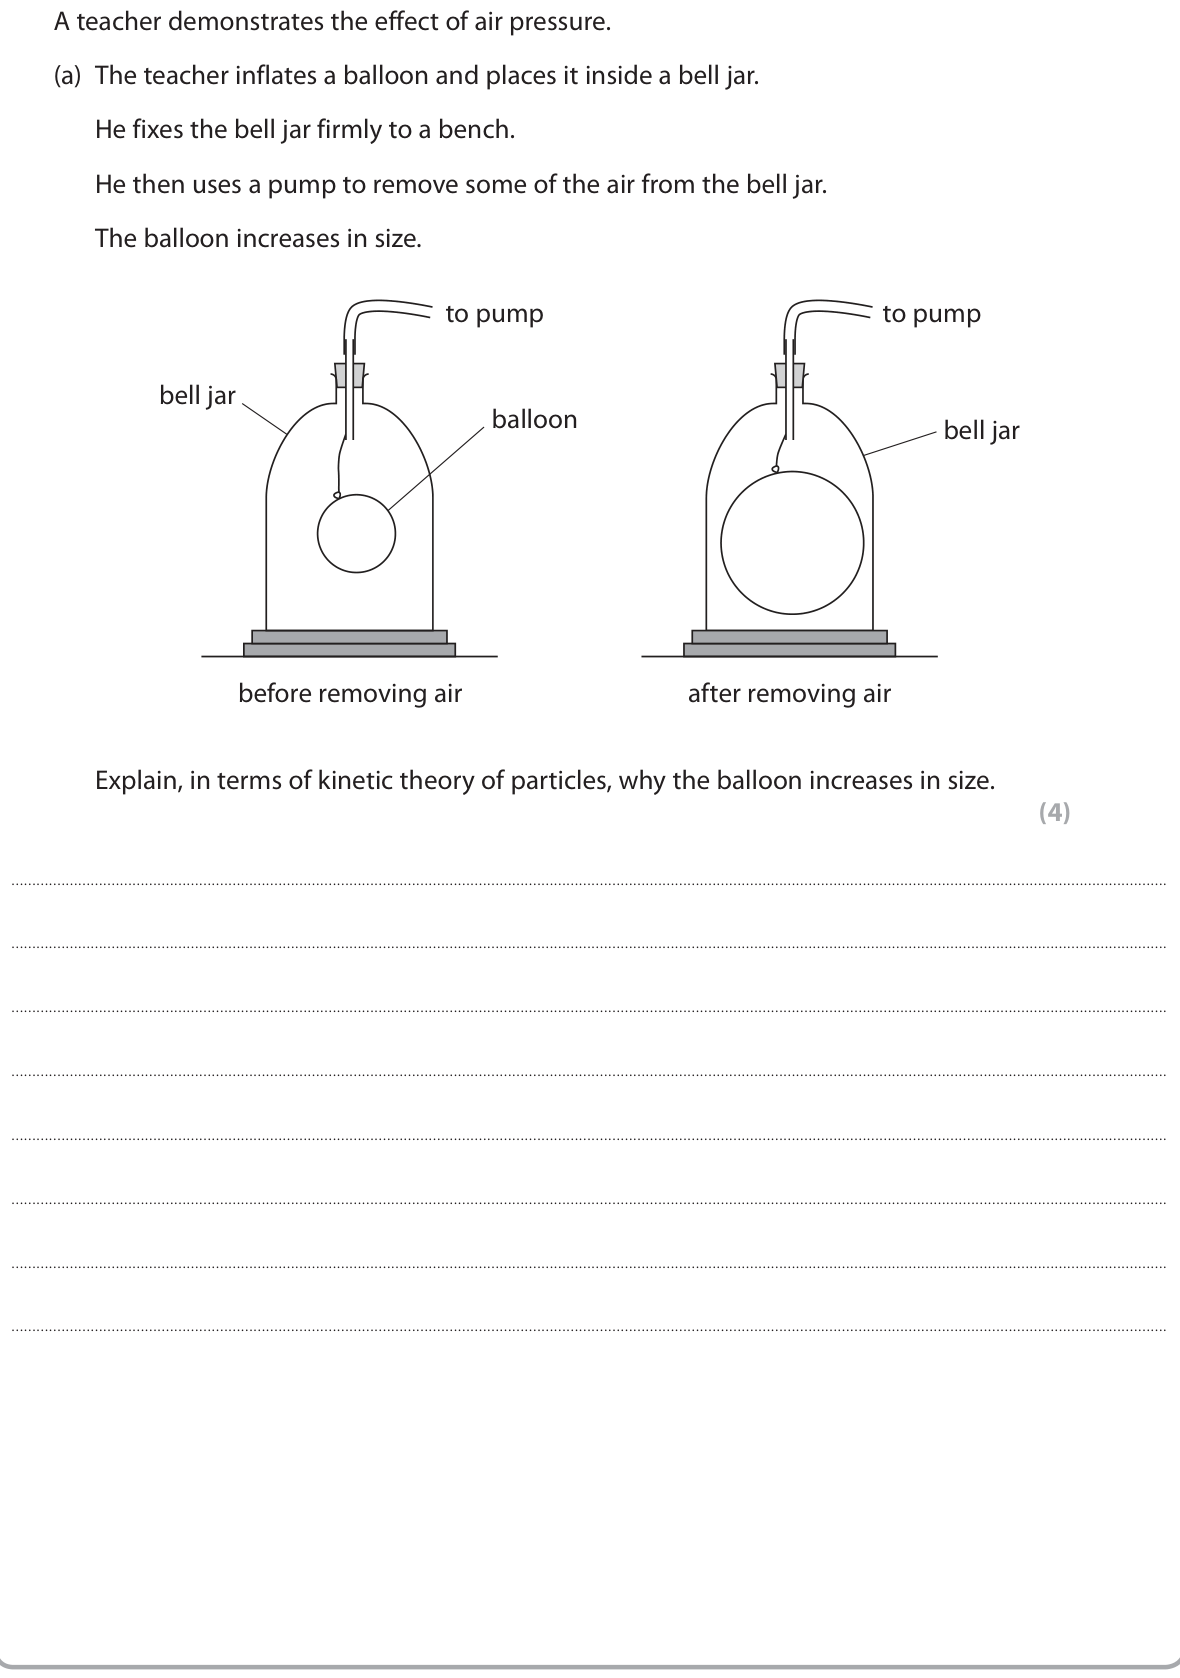 A teacher demonstrates the effect of air pressure.
(a) The teacher inflates a balloon and places it inside a bell jar.
He fixes the bell jar firmly to a bench.
He then uses a pump to remove some of the air from the bell jar.
The balloon increases in size.
to pump
to pump
bell jar
balloon
bell jar
before removing air
after removing air
Explain, in terms of kinetic theory of particles, why the balloon increases in size.
(4)